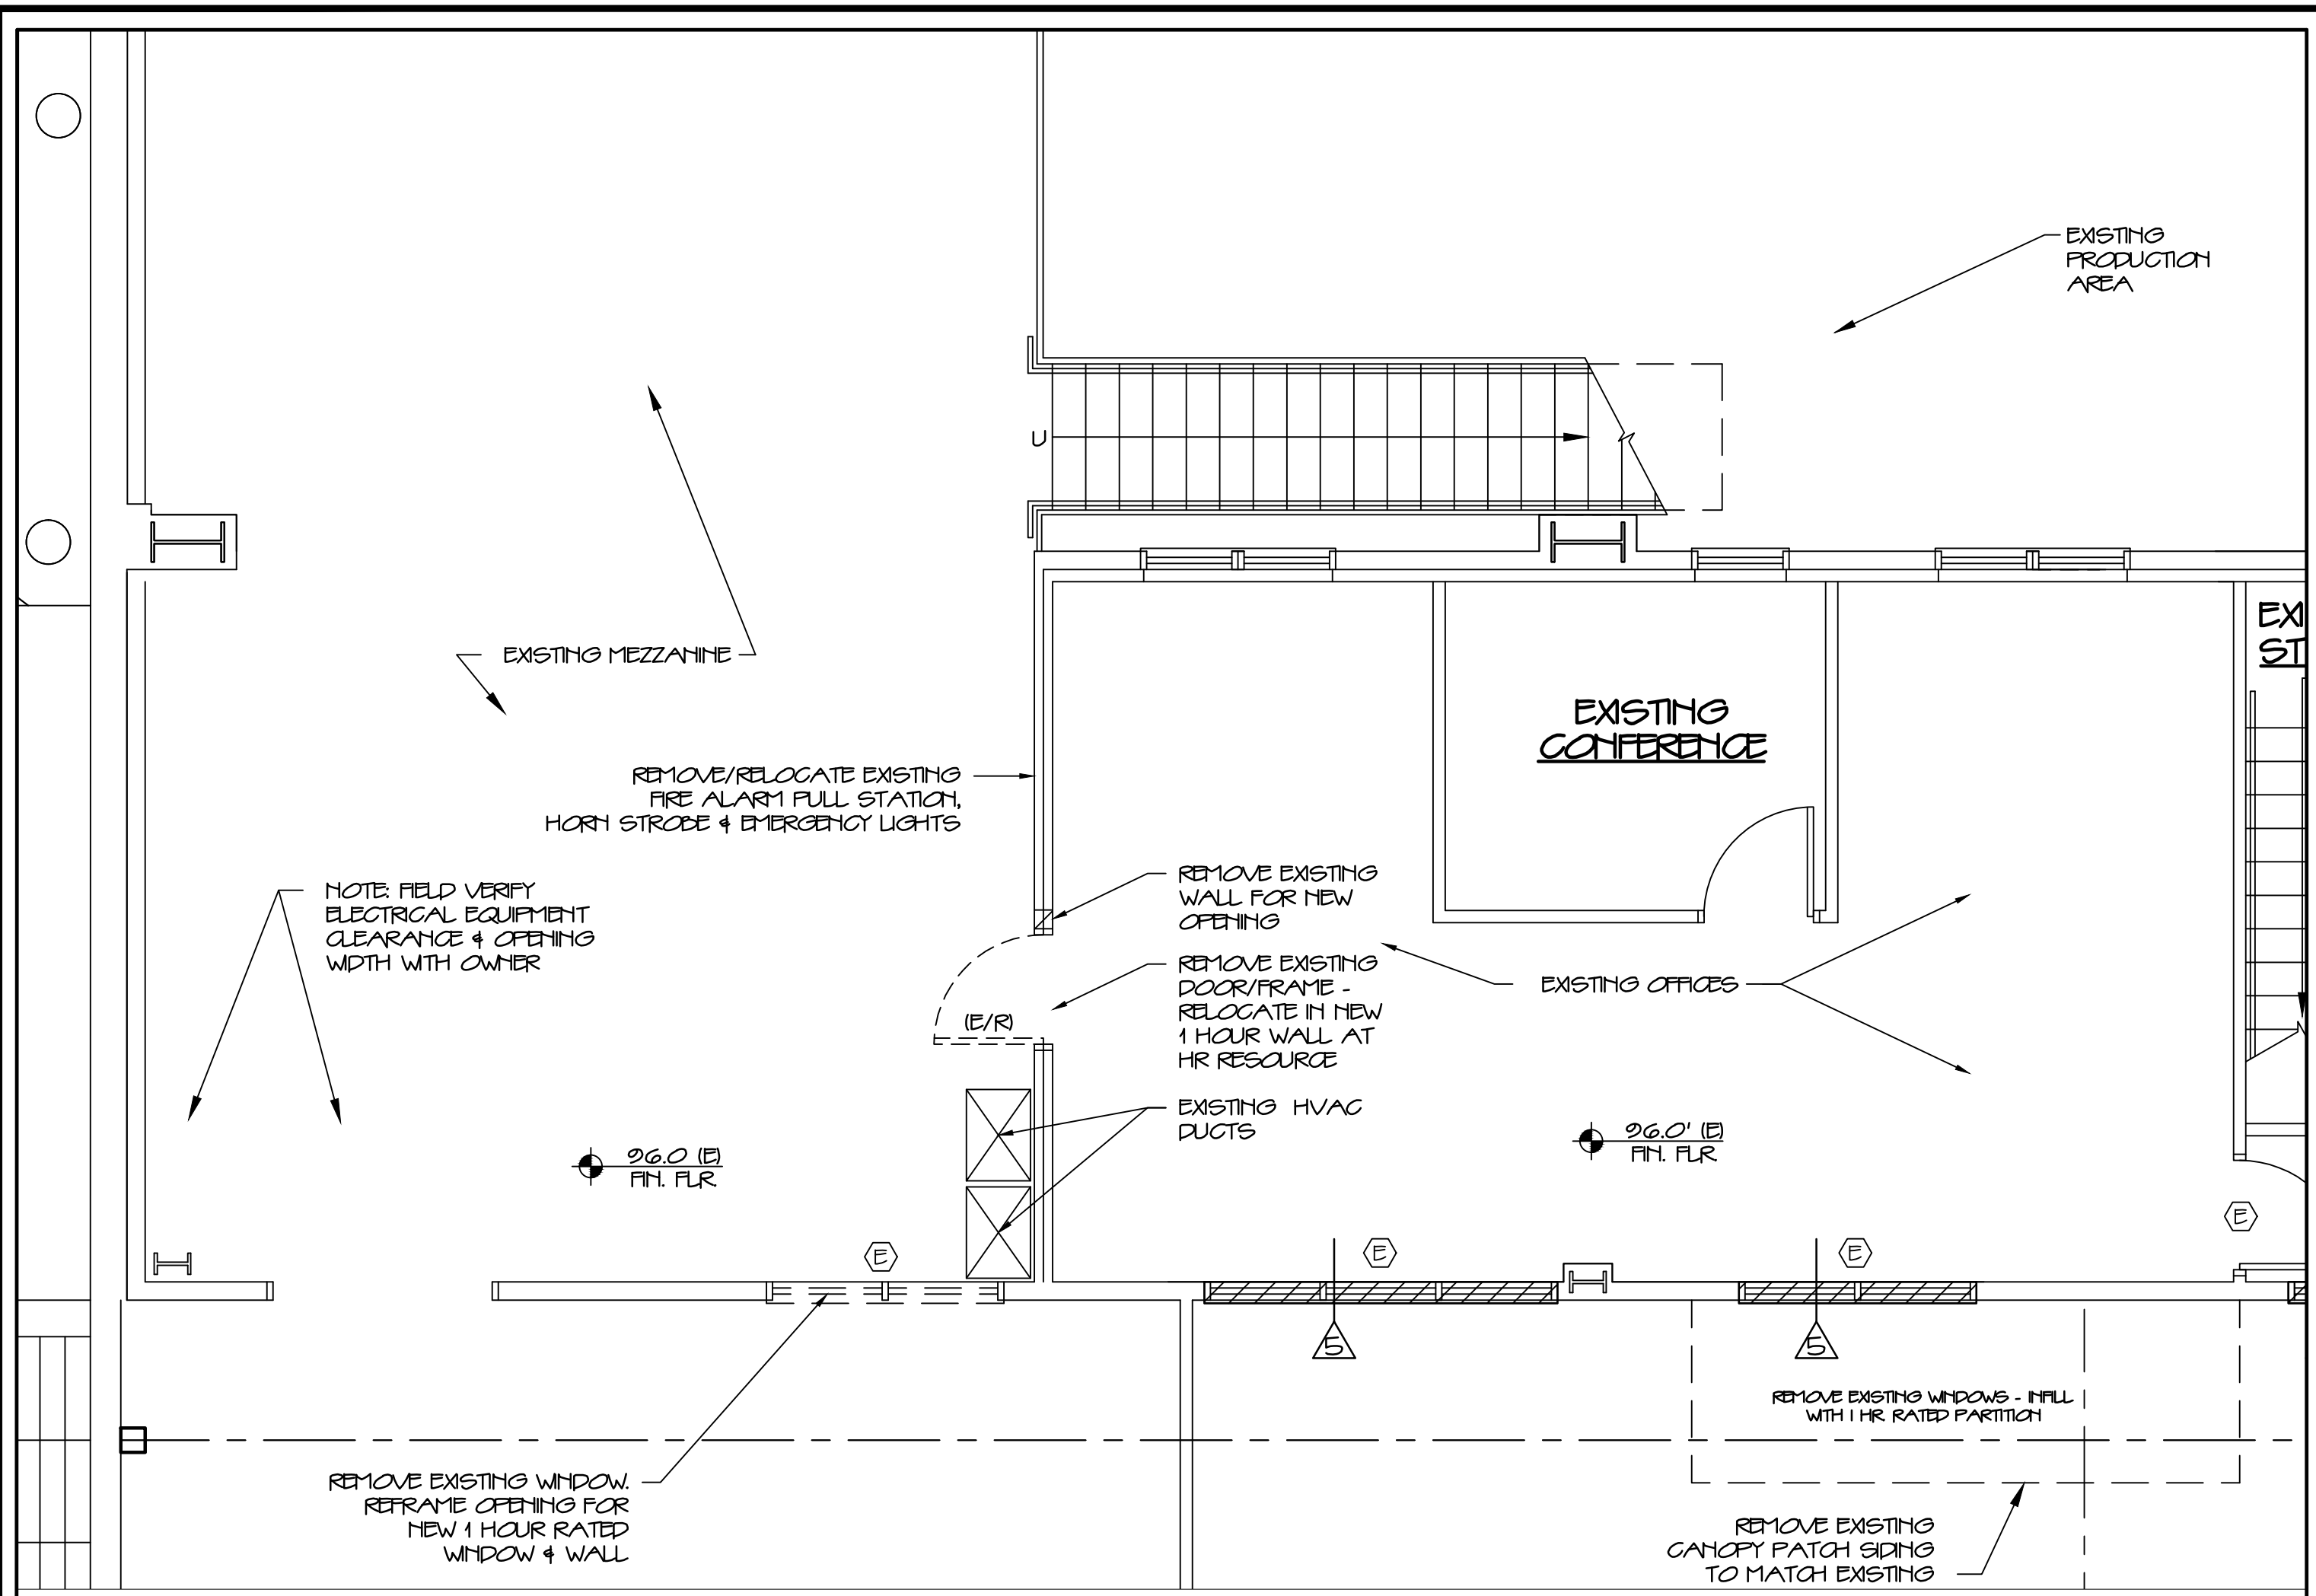 EXISTING
PRODUCTION
AREA
U
EXISTING MEZZANINE
EXISTING
CONFERENCE
REMOVE/RELOCATE EXISTING
FIRE ALARM PULL STATION,
HORN STROBE & EMERGENCY LIGHTS
NOTE: FIELD VERIFY
ELECTRICAL EQUIPMENT
CLEARANCE & OPENING
WIDTH WITH OWNER
REMOVE EXISTING
WALL FOR NEW
OPENING
REMOVE EXISTING
DOOR/FRAME -
RELOCATE IN NEW
1 HOUR WALL AT
HR RESOURCE
EXISTING OFFICES
(E/R)
EXISTING HVAC
DUCTS
96.0 (E)
FIN. FLR.
96.0' (E)
FIN. FLR.
E
E
E
E
5
5
REMOVE EXISTING WINDOWS - INFILL
WITH 1 HR RATED PARTITION
REMOVE EXISTING WINDOW.
REFRAME OPENING FOR
NEW 1 HOUR RATED
WINDOW & WALL
REMOVE EXISTING
CANOPY PATCH SIDING
TO MATCH EXISTING